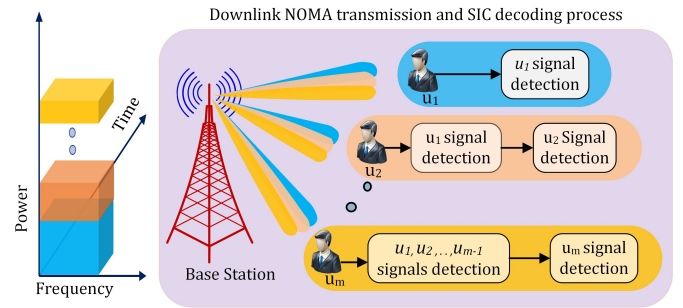 Downlink NOMA transmission and SIC decoding process
Power
Time
Frequency
Base Station
u1
u1 signal
detection
u2
u1 signal
detection
u2 Signal
detection
um
u1, u2 , . . , um-1
signals detection
um signal
detection